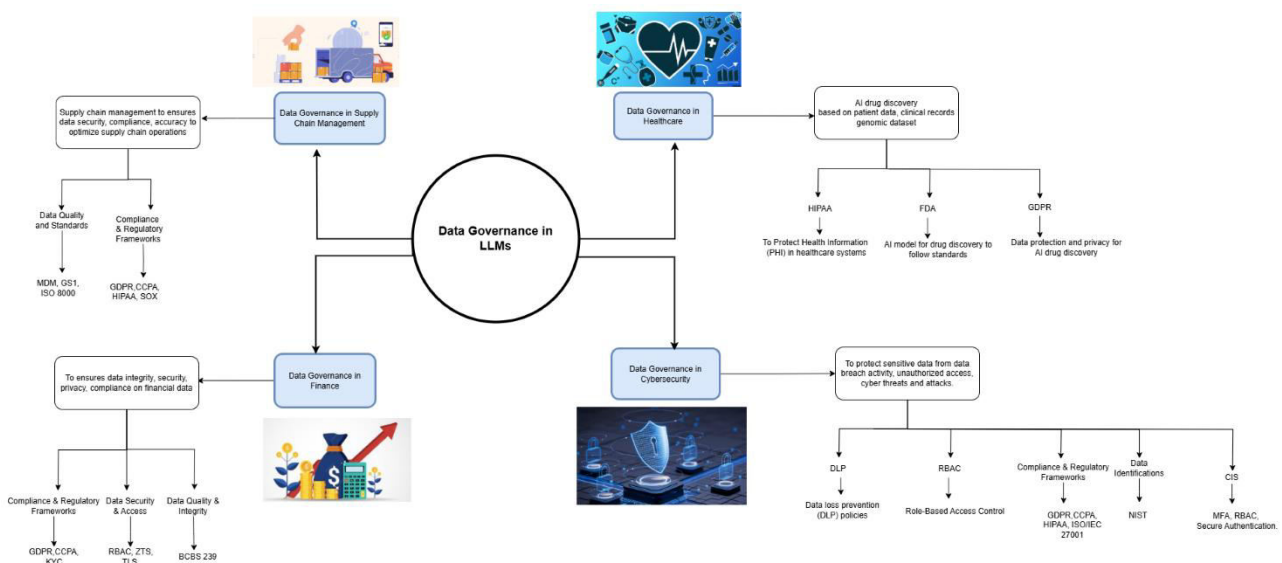 Data Governance in
LLMs
Data Governance in Supply
Chain Management
Supply chain management to ensures
data security, compliance, accuracy to
optimize supply chain operations
Data Quality
and Standards
MDM, GS1,
ISO 8000
Compliance
& Regulatory
Frameworks
GDPR,CCPA,
HIPAA, SOX
Data Governance in
Healthcare
AI drug discovery
based on patient data, clinical records
genomic dataset
HIPAA
To Protect Health Information
(PHI) in healthcare systems
FDA
AI model for drug discovery to
follow standards
GDPR
Data protection and privacy for
AI drug discovery
Data Governance in
Finance
To ensures data integrity, security,
privacy, compliance on financial data
Compliance & Regulatory
Frameworks
GDPR,CCPA,
KYC
Data Security
& Access
RBAC, ZTS,
TLS
Data Quality &
Integrity
BCBS 239
Data Governance in
Cybersecurity
To protect sensitive data from data
breach activity, unauthorized access,
cyber threats and attacks.
DLP
Data loss prevention
(DLP) policies
RBAC
Role-Based Access Control
Compliance & Regulatory
Frameworks
GDPR,CCPA,
HIPAA, ISO/IEC
27001
Data
Identifications
NIST
CIS
MFA, RBAC,
Secure Authentication.